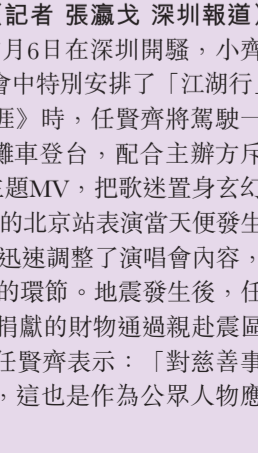 （記者 張瀛戈 深圳報道）
月6日在深圳開騷，小齊
會中特別安排了「江湖行」
崖》時，任賢齊將駕駛一
灘車登台，配合主辦方斥
主題MV，把歌迷置身玄幻
的北京站表演當天便發生
迅速調整了演唱會內容，
的環節。地震發生後，任
捐獻的財物通過親赴震區
任賢齊表示：「對慈善事
，這也是作為公眾人物應